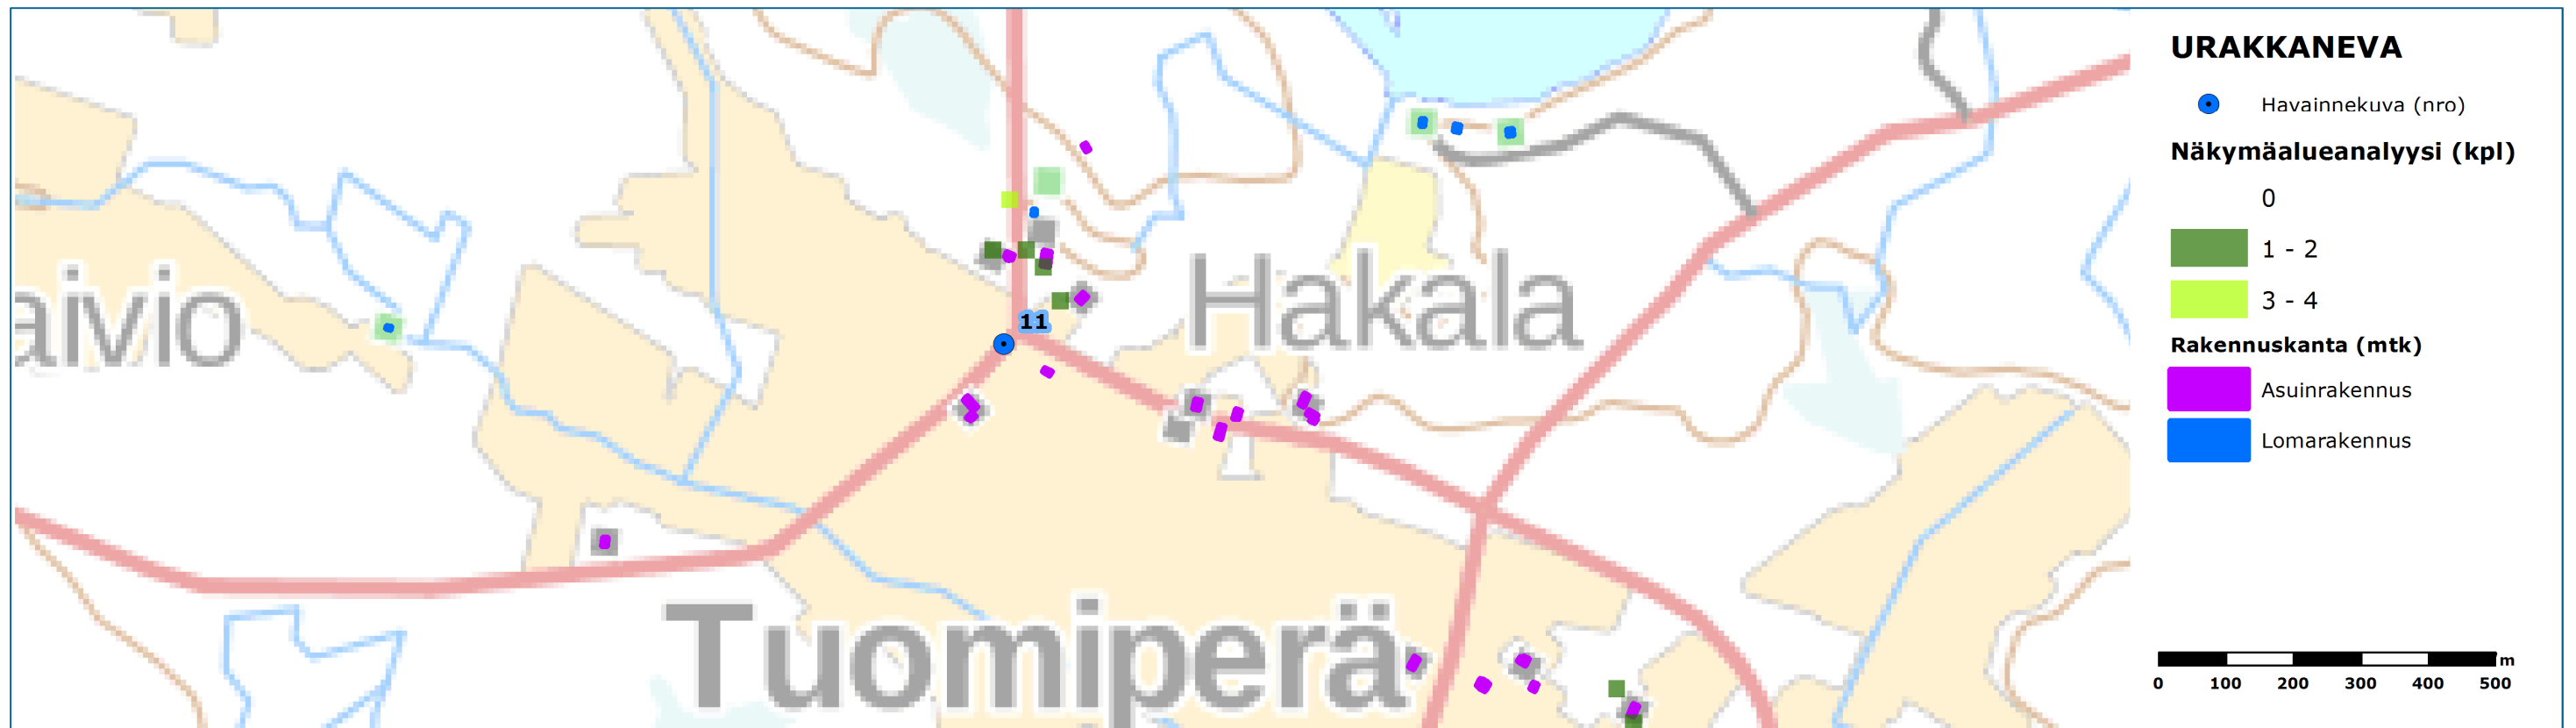 aivio
11
Hakala
Tuomiperä
URAKKANEVA
Havainnekuva (nro)
Näkymäalueanalyysi (kpl)
0
1 - 2
3 - 4
Rakennuskanta (mtk)
Asuinrakennus
Lomarakennus
m
0 100 200 300 400 500